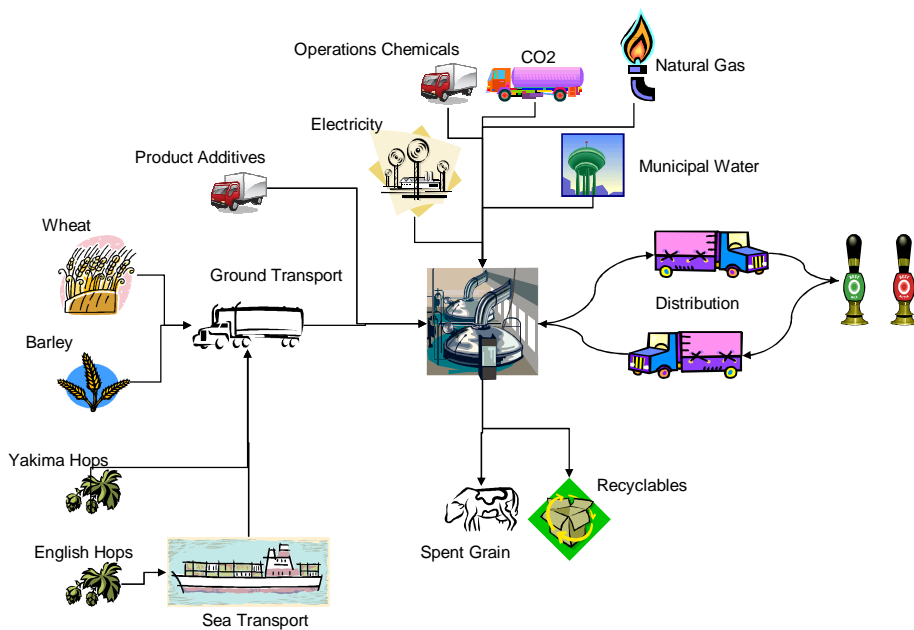 Operations Chemicals
CO2
Natural Gas
Electricity
Product Additives
Municipal Water
Wheat
Ground Transport
Distribution
Barley
Yakima Hops
Recyclables
English Hops
Spent Grain
Sea Transport